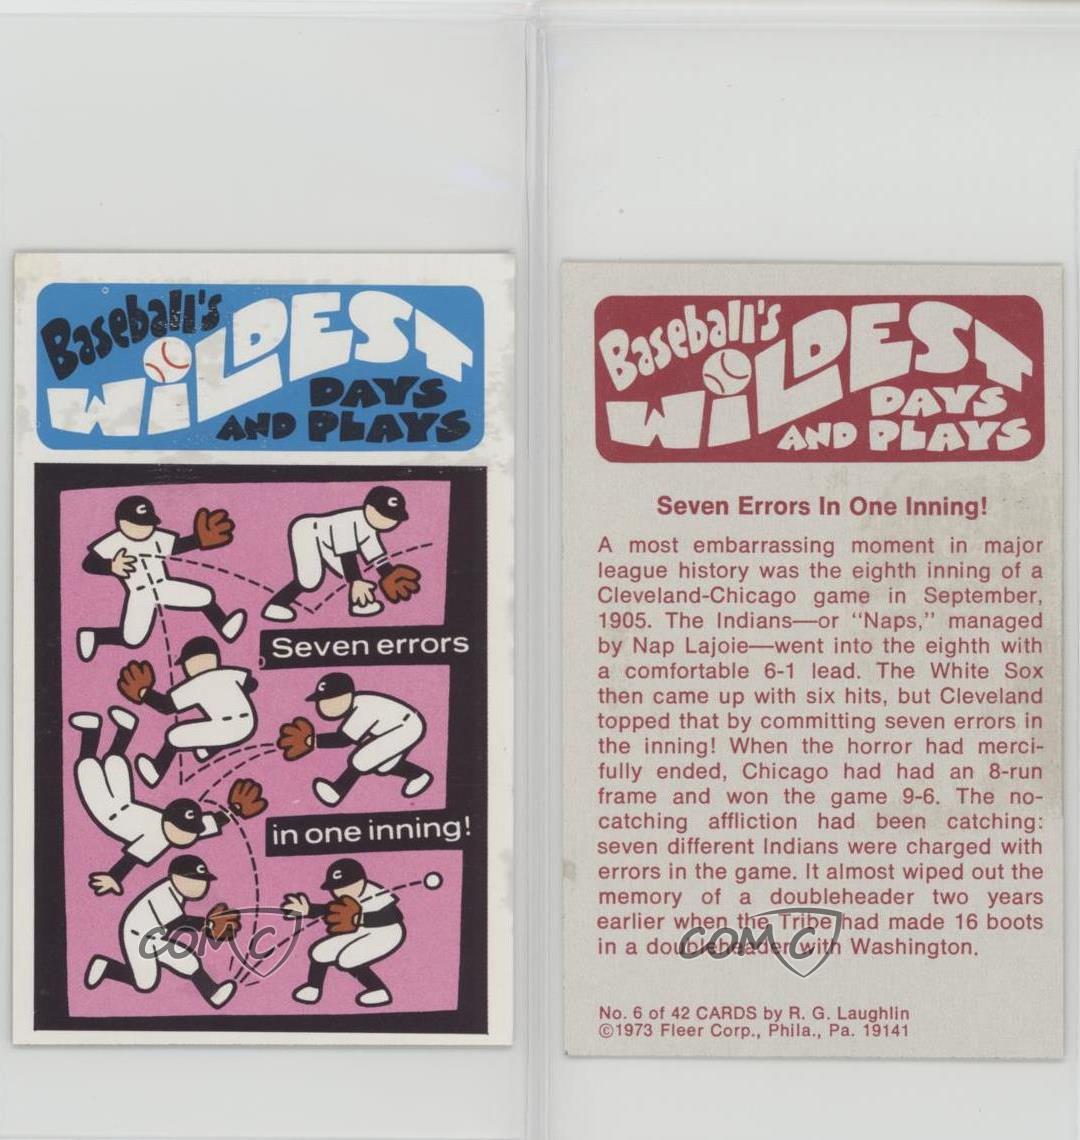 Baseball's
WiLDEST
DAYS
AND PLAYS
C
C
Seven errors
C
in one inning!
C
C
C
COMC
Baseball's
WiLDEST
DAYS
AND PLAYS
Seven Errors In One Inning!
A most embarrassing moment in major
league history was the eighth inning of a
Cleveland-Chicago game in September,
1905. The Indians—or "Naps," managed
by Nap Lajoie—went into the eighth with
a comfortable 6-1 lead. The White Sox
then came up with six hits, but Cleveland
topped that by committing seven errors in
the inning! When the horror had merci-
fully ended, Chicago had had an 8-run
frame and won the game 9-6. The no-
catching affliction had been catching:
seven different Indians were charged with
errors in the game. It almost wiped out the
memory of a doubleheader two years
earlier when the Tribe had made 16 boots
in a doubleheader with Washington.
COMC
No. 6 of 42 CARDS by R. G. Laughlin
©1973 Fleer Corp., Phila., Pa. 19141